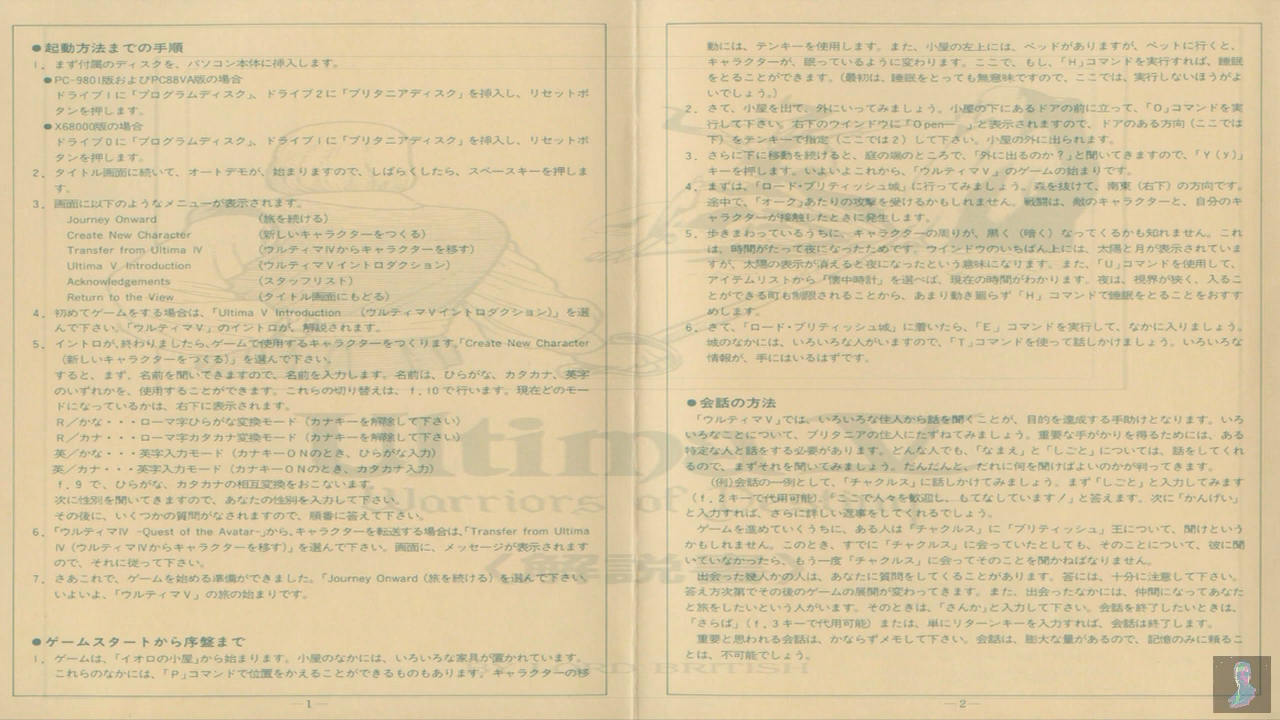 ●起動方法までの手順
1．まず付属のディスクを、パソコン本体に挿入します。
●PC-9801版およびPC88VA版の場合
ドライブ1に「プログラムディスク」、ドライブ2に「ブリタニアディスク」を挿入し、リセットボ
タンを押します。
●X68000版の場合
ドライブ0に「プログラムディスク」、ドライブ1に「ブリタニアディスク」を挿入し、リセットボ
タンを押します。
2．タイトル画面に続いて、オートデモが、始まりますので、しばらくしたら、スペースキーを押しま
す。
3．画面に以下のようなメニューが表示されます。
Journey Onward （旅を続ける）
Create New Character （新しいキャラクターをつくる）
Transfer from Ultima Ⅳ （ウルティマⅣからキャラクターを移す）
Ultima Ⅴ Introduction （ウルティマⅤイントロダクション）
Acknowledgements （スタッフリスト）
Return to the View （タイトル画面にもどる）
4．初めてゲームをする場合は、「Ultima Ⅴ Introduction （ウルティマⅤイントロダクション）」を選
んで下さい。「ウルティマⅤ」のイントロが、解説されます。
5．イントロが、終わりましたら、ゲームで使用するキャラクターをつくります。「Create New Character
（新しいキャラクターをつくる）」を選んで下さい。
すると、まず、名前を聞いてきますので、名前を入力します。名前は、ひらがな、カタカナ、英字
のいずれかを、使用することができます。これらの切り替えは、f．10で行います。現在どのモー
ドになっているかは、右下に表示されます。
R／かな・・・ローマ字ひらがな変換モード（カナキーを解除して下さい）
R／カナ・・・ローマ字カタカナ変換モード（カナキーを解除して下さい）
英／かな・・・英字入力モード（カナキーONのとき、ひらがな入力）
英／カナ・・・英字入力モード（カナキーONのとき、カタカナ入力）
f．9で、ひらがな、カタカナの相互変換をおこないます。
次に性別を聞いてきますので、あなたの性別を入力して下さい。
その後に、いくつかの質問がなされますので、順番に答えて下さい。
6．「ウルティマⅣ -Quest of the Avatar-」から、キャラクターを転送する場合は、「Transfer from Ultima
Ⅳ（ウルティマⅣからキャラクターを移す）」を選んで下さい。画面に、メッセージが表示されます
ので、それに従って下さい。
7．さあこれで、ゲームを始める準備ができました。「Journey Onward（旅を続ける）を選んで下さい。
いよいよ、「ウルティマⅤ」の旅の始まりです。
●ゲームスタートから序盤まで
1．ゲームは、「イオロの小屋」から始まります。小屋のなかには、いろいろな家具が置かれています。
これらのなかには、「P」コマンドで位置をかえることができるものもあります。キャラクターの移
―1―
動には、テンキーを使用します。また、小屋の左上には、ベッドがありますが、ベットに行くと、
キャラクターが、眠っているように変わります。ここで、もし、「H」コマンドを実行すれば、睡眠
をとることができます。（最初は、睡眠をとっても無意味ですので、ここでは、実行しないほうがよ
いでしょう。）
2．さて、小屋を出て、外にいってみましょう。小屋の下にあるドアの前に立って、「O」コマンドを実
行して下さい。右下のウインドウに「Open― 」と表示されますので、ドアのある方向（ここでは
下）をテンキーで指定（ここでは2）して下さい。小屋の外に出られます。
3．さらに下に移動を続けると、庭の端のところで、「外に出るのか？」と聞いてきますので、「Y（y）」
キーを押します。いよいよこれから、「ウルティマⅤ」のゲームの始まりです。
4．まずは、「ロード・ブリティッシュ城」に行ってみましょう。森を抜けて、南東（右下）の方向です。
途中で、「オーク」あたりの攻撃を受けるかもしれません。戦闘は、敵のキャラクターと、自分のキ
ャラクターが接触したときに発生します。
5．歩きまわっているうちに、キャラクターの周りが、黒く（暗く）なってくるかも知れません。これ
は、時間がたって夜になったためです。ウインドウのいちばん上には、太陽と月が表示されていま
すが、太陽の表示が消えると夜になったという意味になります。また、「U」コマンドを使用して、
アイテムリストから「懐中時計」を選べば、現在の時間がわかります。夜は、視界が狭く、入るこ
とができる町も制限されることから、あまり動き廻らず「H」コマンドで睡眠をとることをおすす
めします。
6．さて、「ロード・ブリティッシュ城」に着いたら、「E」コマンドを実行して、なかに入りましょう。
城のなかには、いろいろな人がいますので、「T」コマンドを使って話しかけましょう。いろいろな
情報が、手にはいるはずです。
●会話の方法
「ウルティマⅤ」では、いろいろな住人から話を聞くことが、目的を達成する手助けとなります。いろ
いろなことについて、ブリタニアの住人にたずねてみましょう。重要な手がかりを得るためには、ある
特定な人と話をする必要があります。どんな人でも、「なまえ」と「しごと」については、話をしてくれ
るので、まずそれを聞いてみましょう。だんだんと、だれに何を聞けばよいのかが判ってきます。
（例）会話の一例として、「チャクルス」に話しかけてみましょう。まず「しごと」と入力してみます
（f．2キーで代用可能）。「ここで人々を歓迎し、もてなしています！」と答えます。次に「かんげい」
と入力すれば、さらに詳しい返事をしてくれるでしょう。
ゲームを進めていくうちに、ある人は「チャクルス」に「ブリティッシュ」王について、聞けという
かもしれません。このとき、すでに「チャクルス」に会っていたとしても、そのことについて、彼に聞
いていなかったら、もう一度「チャクルス」に会ってそのことを聞かねばなりません。
出会った幾人かの人は、あなたに質問をしてくることがあります。答には、十分に注意して下さい。
答え方次第でその後のゲームの展開が変わってきます。また、出会ったなかには、仲間になってあなた
と旅をしたいという人がいます。そのときは、「さんか」と入力して下さい。会話を終了したいときは、
「さらば」（f．3キーで代用可能）または、単にリターンキーを入力すれば、会話は終了します。
重要と思われる会話は、かならずメモして下さい。会話は、膨大な量があるので、記憶のみに頼るこ
とは、不可能でしょう。
―2―
Ultima
Warriors of
〈解説
LORD BRITISH